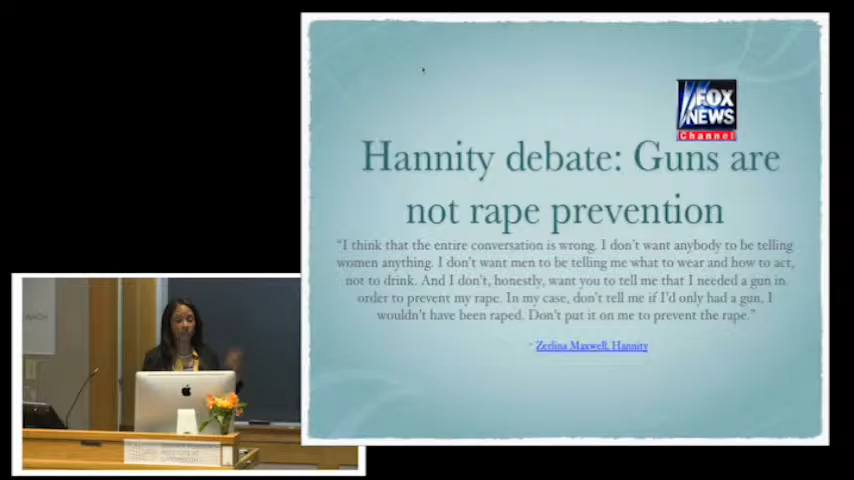 FOX
NEWS
Channel
Hannity debate: Guns are
not rape prevention
“I think that the entire conversation is wrong. I don’t want anybody to be telling
women anything. I don’t want men to be telling me what to wear and how to act,
not to drink. And I don’t, honestly, want you to tell me that I needed a gun in
order to prevent my rape. In my case, don’t tell me if I’d only had a gun, I
wouldn’t have been raped. Don’t put it on me to prevent the rape.”
- Zerlina Maxwell, Hannity